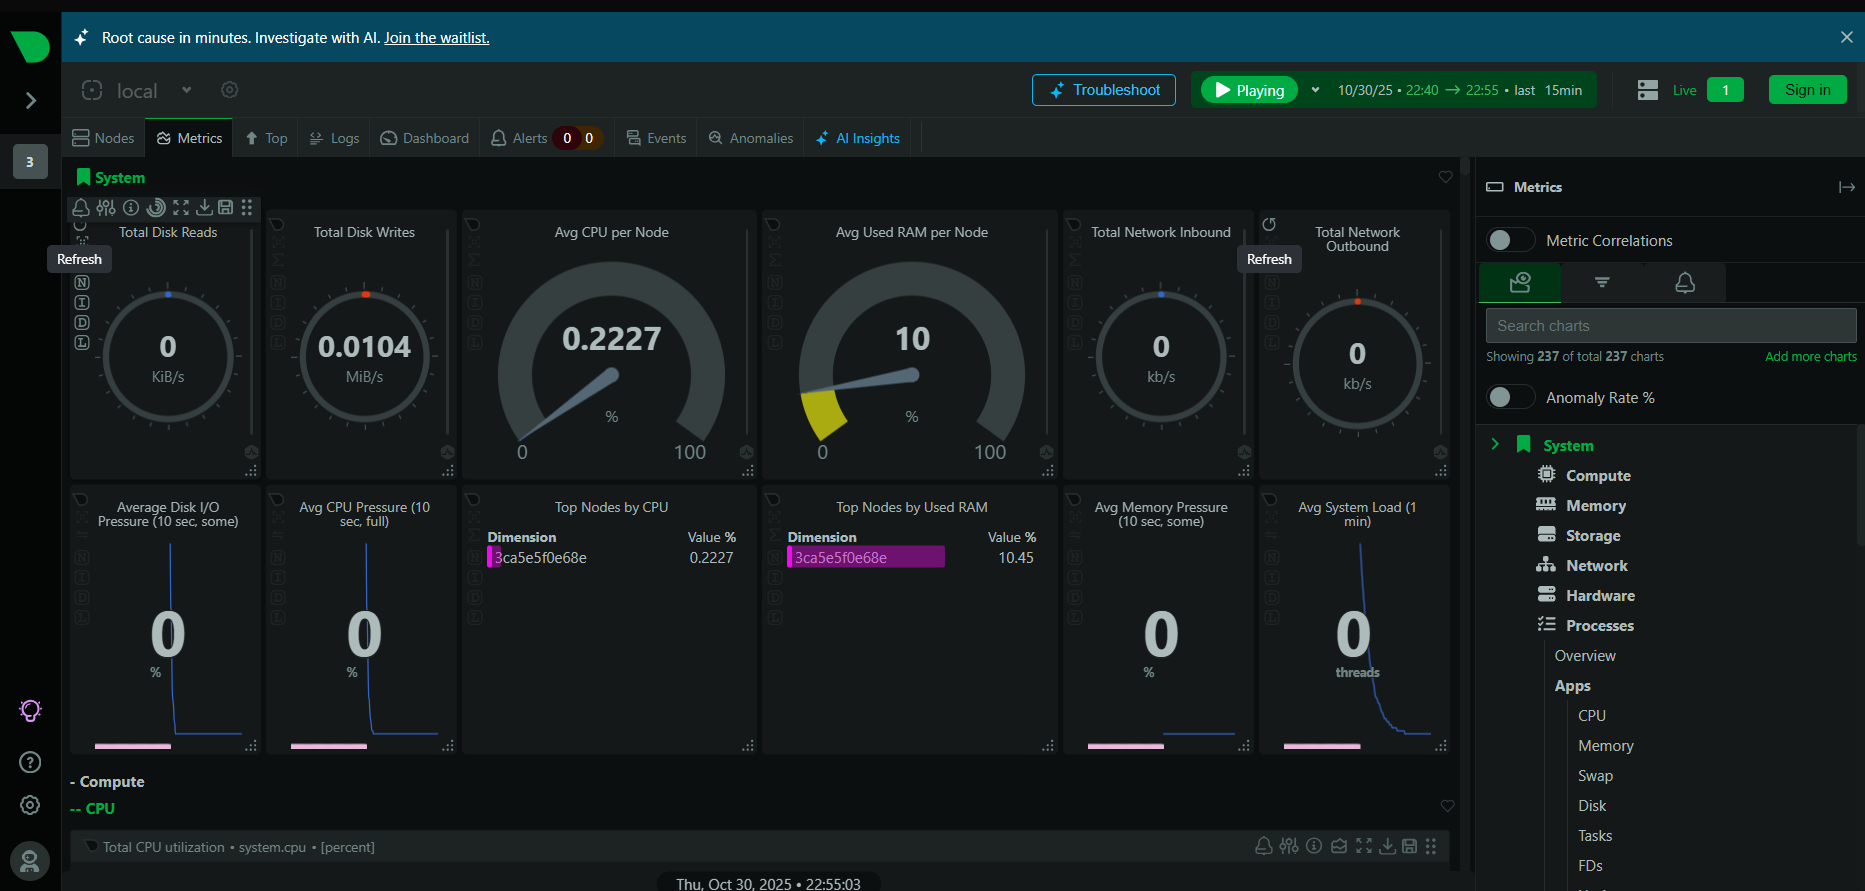 Root cause in minutes. Investigate with AI. Join the waitlist.
local
Troubleshoot
Playing
10/30/25 • 22:40 → 22:55 • last 15min
Live
1
Sign in
3
Nodes
Metrics
Top
Logs
Dashboard
Alerts 0 0
Events
Anomalies
AI Insights
System
Total Disk Reads
Refresh
N
I
D
L
0
KiB/s
Total Disk Writes
N
I
D
L
0.0104
MiB/s
Avg CPU per Node
N
I
D
L
0.2227
%
0 100
Avg Used RAM per Node
N
I
D
L
10
%
0 100
Total Network Inbound
N
I
D
L
0
kb/s
Total Network
Outbound
Refresh
N
I
D
L
0
kb/s
Average Disk I/O
Pressure (10 sec, some)
N
I
D
L
0
%
Avg CPU Pressure (10
sec, full)
N
I
D
L
0
%
Top Nodes by CPU
Dimension Value %
3ca5e5f0e68e 0.2227
N
I
D
L
Top Nodes by Used RAM
Dimension Value %
3ca5e5f0e68e 10.45
N
I
D
L
Avg Memory Pressure
(10 sec, some)
N
I
D
L
0
%
Avg System Load (1
min)
N
I
D
L
0
threads
- Compute
-- CPU
Total CPU utilization • system.cpu • [percent]
Thu, Oct 30, 2025 • 22:55:03
Metrics
Metric Correlations
Search charts
Showing 237 of total 237 charts
Add more charts
Anomaly Rate %
System
Compute
Memory
Storage
Network
Hardware
Processes
Overview
Apps
CPU
Memory
Swap
Disk
Tasks
FDs